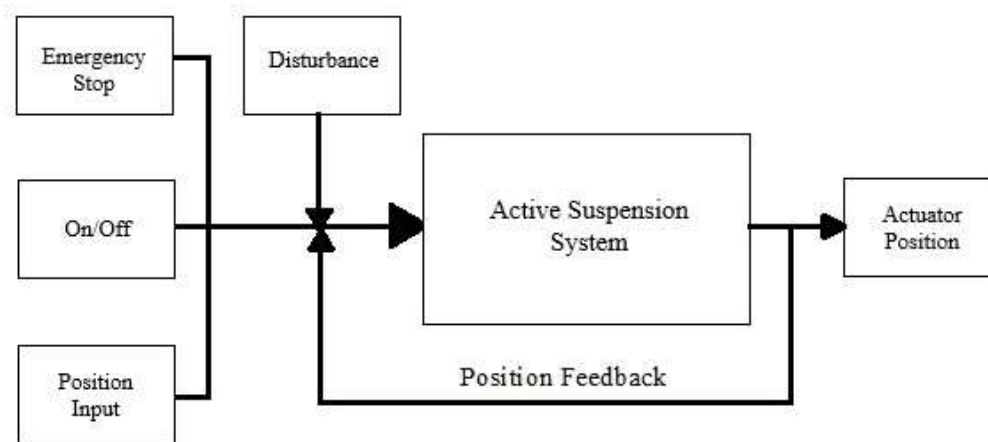 Emergency
Stop
Disturbance
On/Off
Active Suspension
System
Actuator
Position
Position Feedback
Position
Input